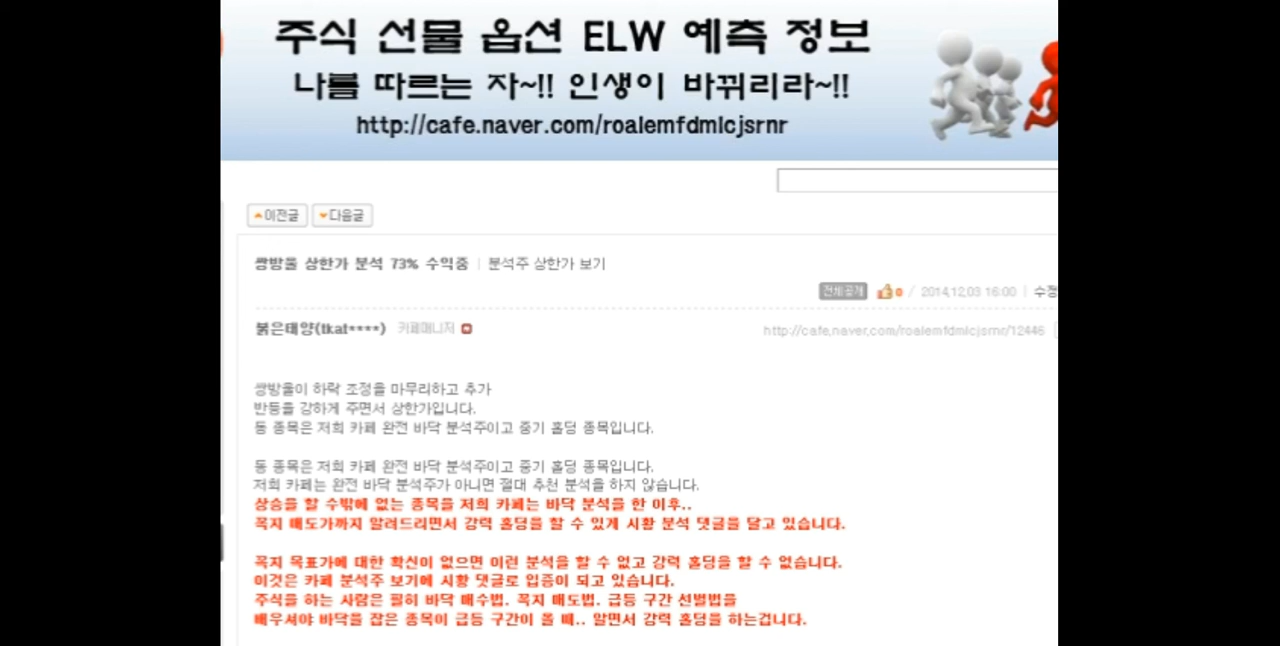 주식 선물 옵션 ELW 예측 정보
나를 따르는 자~!! 인생이 바뀌리라~!!
http://cafe.naver.com/roalemfdmlcjsrnr
이전글 다음글
쌍방울 상한가 분석 73% 수익중 | 분석주 상한가 보기
전체공개 0 / 2014.12.03 16:00 | 수정
붉은태양(tkat****) 카페매니저 http://cafe.naver.com/roalemfdmlcjsrnr/12446
쌍방울이 하락 조정을 마무리하고 추가
반등을 강하게 주면서 상한가입니다.
동 종목은 저희 카페 완전 바닥 분석주이고 중기 홀딩 종목입니다.
동 종목은 저희 카페 완전 바닥 분석주이고 중기 홀딩 종목입니다.
저희 카페는 완전 바닥 분석주가 아니면 절대 추천 분석을 하지 않습니다.
상승을 할 수밖에 없는 종목을 저희 카페는 바닥 분석을 한 이후..
꼭지 매도가까지 알려드리면서 강력 홀딩을 할 수 있게 시황 분석 댓글을 달고 있습니다.
꼭지 목표가에 대한 확신이 없으면 이런 분석을 할 수 없고 강력 홀딩을 할 수 없습니다.
이것은 카페 분석주 보기에 시황 댓글로 입증이 되고 있습니다.
주식을 하는 사람은 필히 바닥 매수법. 꼭지 매도법. 급등 구간 선별법을
배우셔야 바닥을 잡은 종목이 급등 구간이 올 때.. 알면서 강력 홀딩을 하는겁니다.